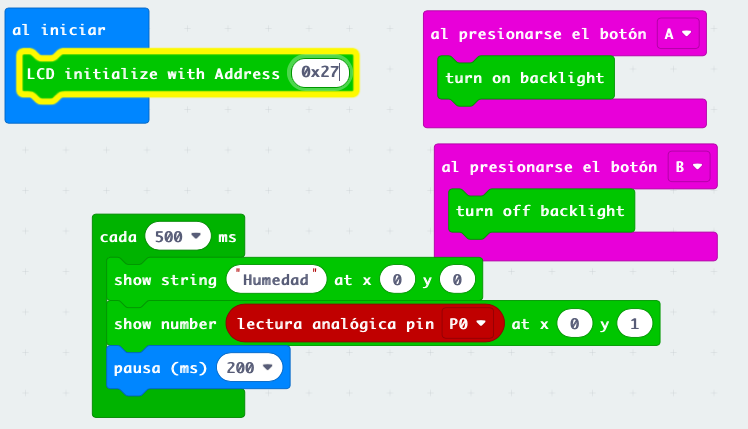 al iniciar
LCD initialize with Address 0x27
al presionarse el botón A
turn on backlight
al presionarse el botón B
turn off backlight
cada 500 ms
show string "Humedad" at x 0 y 0
show number lectura analógica pin P0 at x 0 y 1
pausa (ms) 200